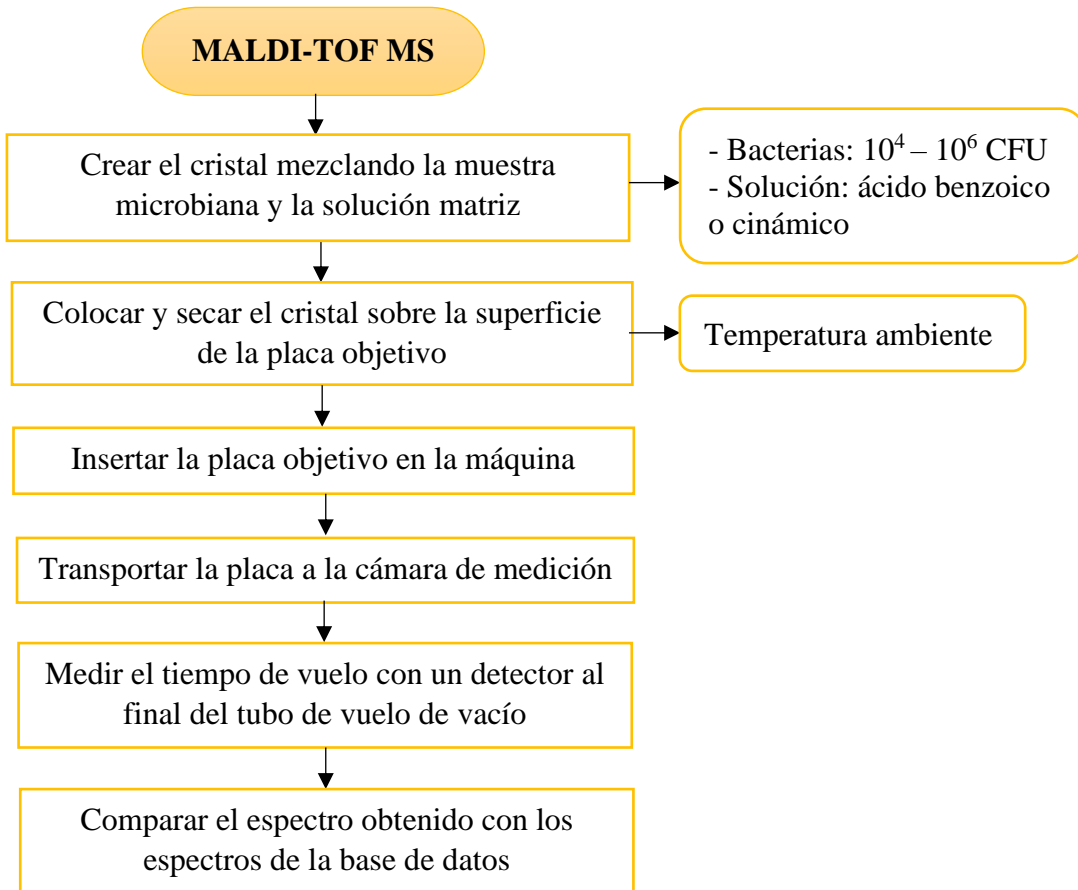 MALDI-TOF MS
Crear el cristal mezclando la muestra
microbiana y la solución matriz
- Bacterias: 10⁴ – 10⁶ CFU
- Solución: ácido benzoico
o cinámico
Colocar y secar el cristal sobre la superficie
de la placa objetivo
Temperatura ambiente
Insertar la placa objetivo en la máquina
Transportar la placa a la cámara de medición
Medir el tiempo de vuelo con un detector al
final del tubo de vuelo de vacío
Comparar el espectro obtenido con los
espectros de la base de datos